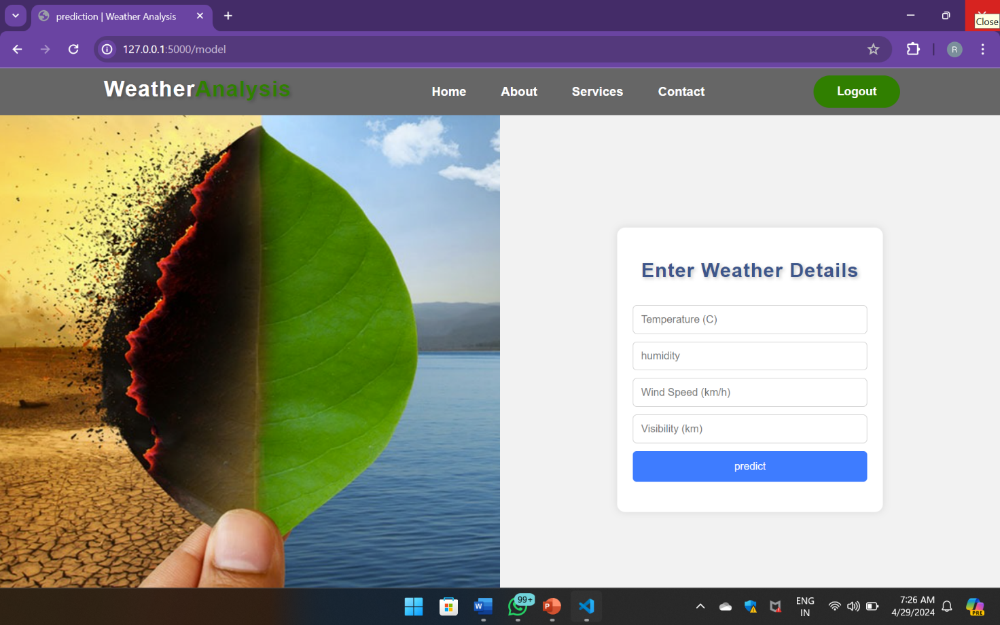 prediction | Weather Analysis
Close
127.0.0.1:5000/model
R
WeatherAnalysis
Home
About
Services
Contact
Logout
Enter Weather Details
Temperature (C)
humidity
Wind Speed (km/h)
Visibility (km)
predict
W
99+
P
ENG
IN
7:26 AM
4/29/2024
PRE